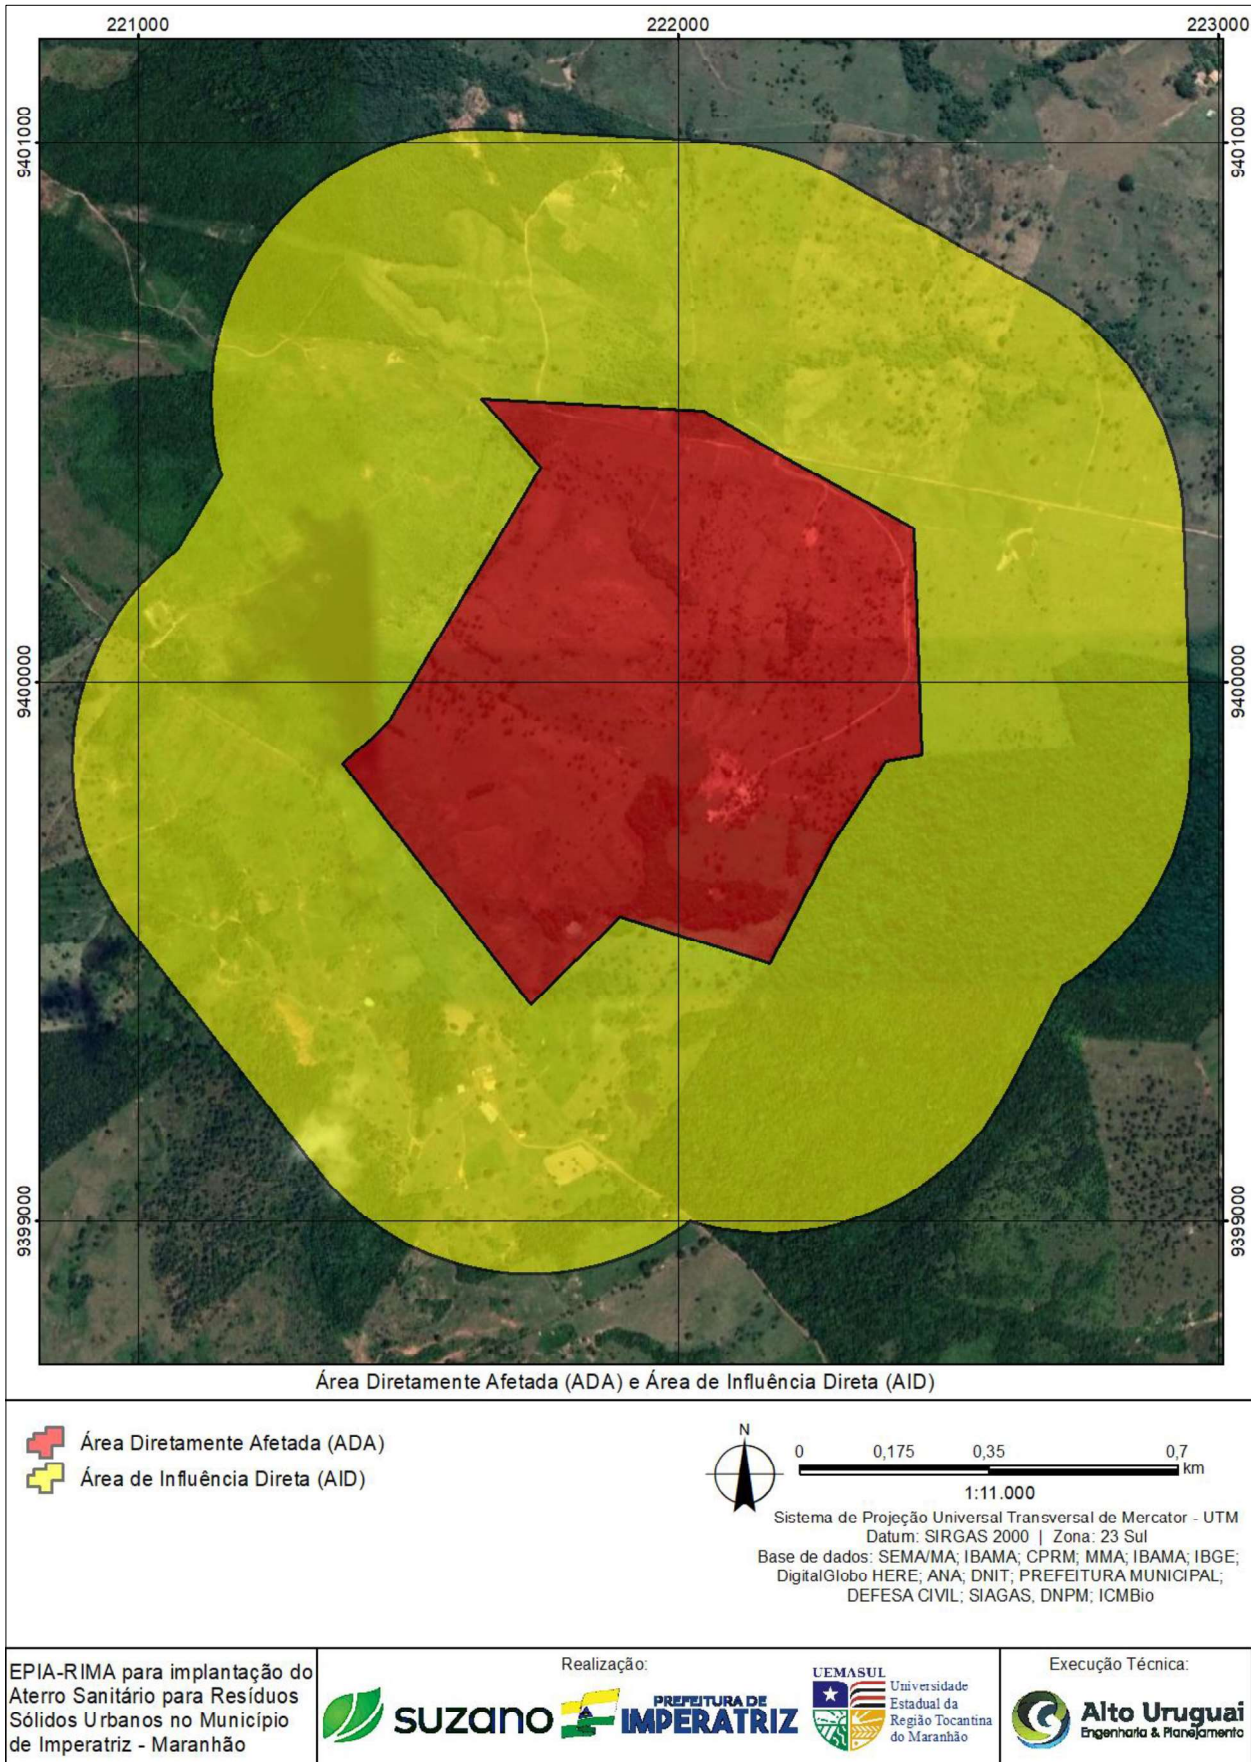 221000
222000
223000
9401000
9401000
9400000
9400000
9399000
9399000
Área Diretamente Afetada (ADA) e Área de Influência Direta (AID)
Área Diretamente Afetada (ADA)
Área de Influência Direta (AID)
N
0 0,175 0,35 0,7
km
1:11.000
Sistema de Projeção Universal Transversal de Mercator - UTM
Datum: SIRGAS 2000 | Zona: 23 Sul
Base de dados: SEMA/MA; IBAMA; CPRM; MMA; IBAMA; IBGE;
DigitalGlobo HERE; ANA; DNIT; PREFEITURA MUNICIPAL;
DEFESA CIVIL; SIAGAS, DNPM; ICMBio
EPIA-RIMA para implantação do
Aterro Sanitário para Resíduos
Sólidos Urbanos no Município
de Imperatriz - Maranhão
Realização:
suzano
PREFEITURA DE
IMPERATRIZ
UEMASUL
Universidade
Estadual da
Região Tocantina
do Maranhão
Execução Técnica:
Alto Uruguai
Engenharia & Planejamento